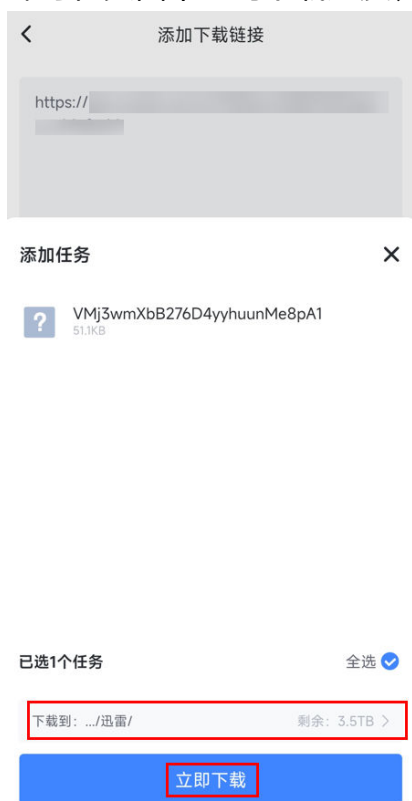 添加下载链接
https://
添加任务
VMj3wmXbB276D4yyhuunMe8pA1
51.1KB
已选1个任务
全选
下载到：.../迅雷/
剩余：3.5TB
立即下载